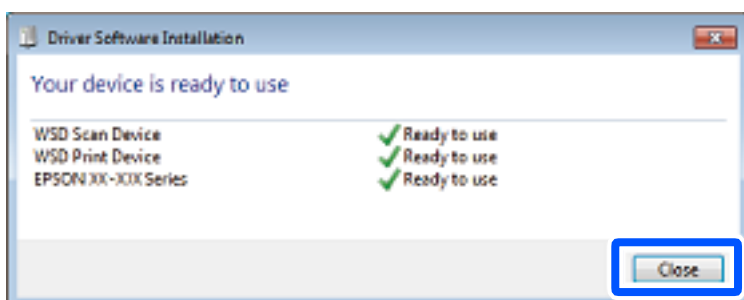 Driver Software Installation
Your device is ready to use
WSD Scan Device Ready to use
WSD Print Device Ready to use
EPSON XX-XXX Series Ready to use
Close